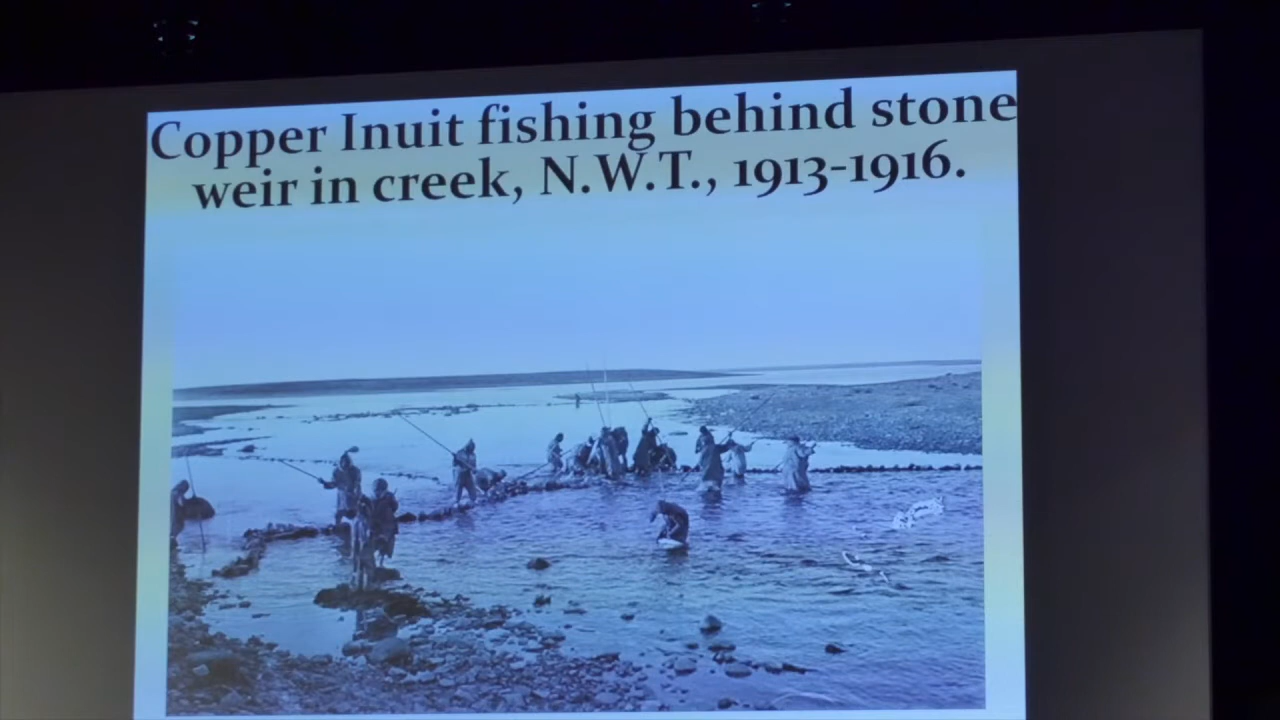 Copper Inuit fishing behind stone
weir in creek, N.W.T., 1913-1916.